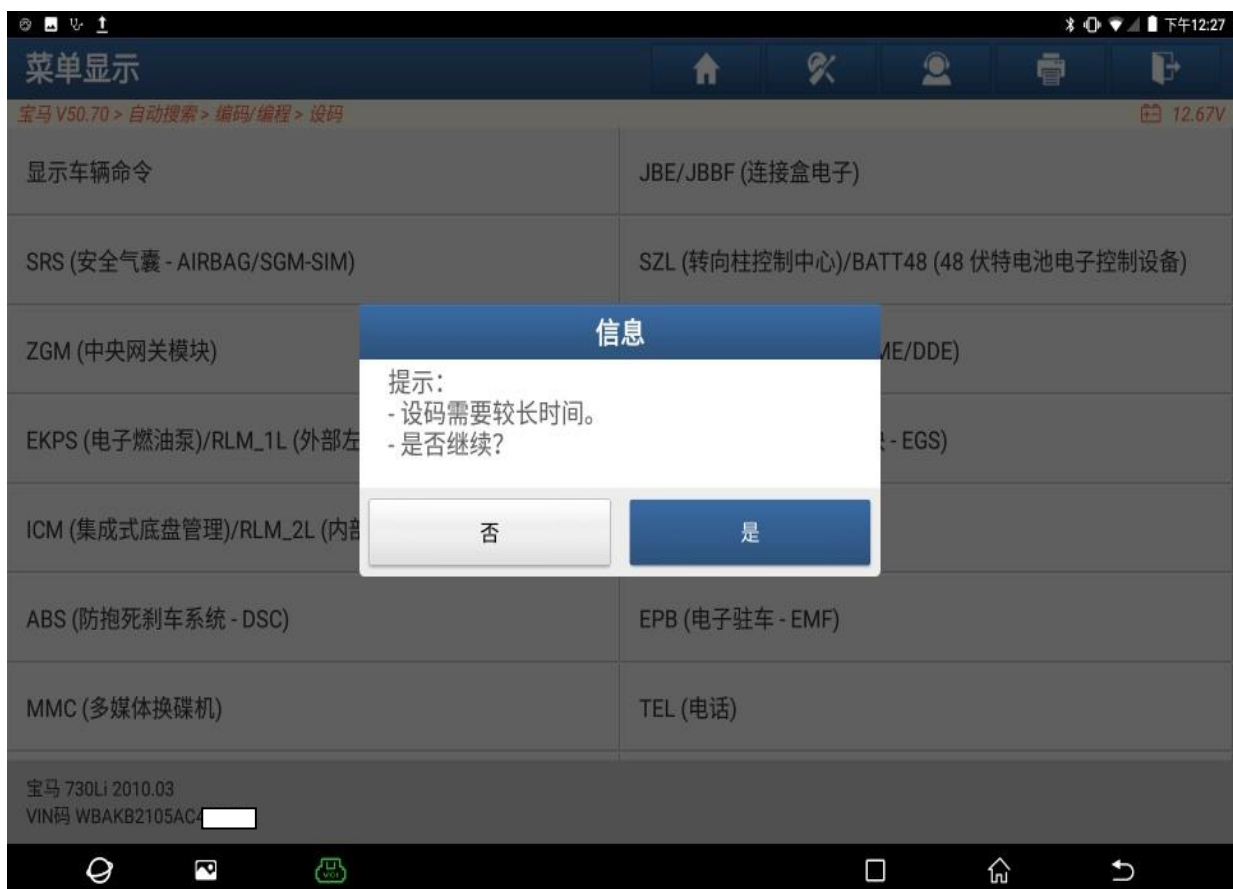 下午12:27
菜单显示
宝马 V50.70 > 自动搜索 > 编码/编程 > 设码
12.67V
显示车辆命令
JBE/JBBF (连接盒电子)
SRS (安全气囊 - AIRBAG/SGM-SIM)
SZL (转向柱控制中心)/BATT48 (48 伏特电池电子控制设备)
信息
ZGM (中央网关模块)
ME/DDE)
提示：
- 设码需要较长时间。
- 是否继续？
EKPS (电子燃油泵)/RLM_1L (外部左
- EGS)
ICM (集成式底盘管理)/RLM_2L (内部
否
是
ABS (防抱死刹车系统 - DSC)
EPB (电子驻车 - EMF)
MMC (多媒体换碟机)
TEL (电话)
宝马 730Li 2010.03
VIN码 WBAKB2105AC
VCI